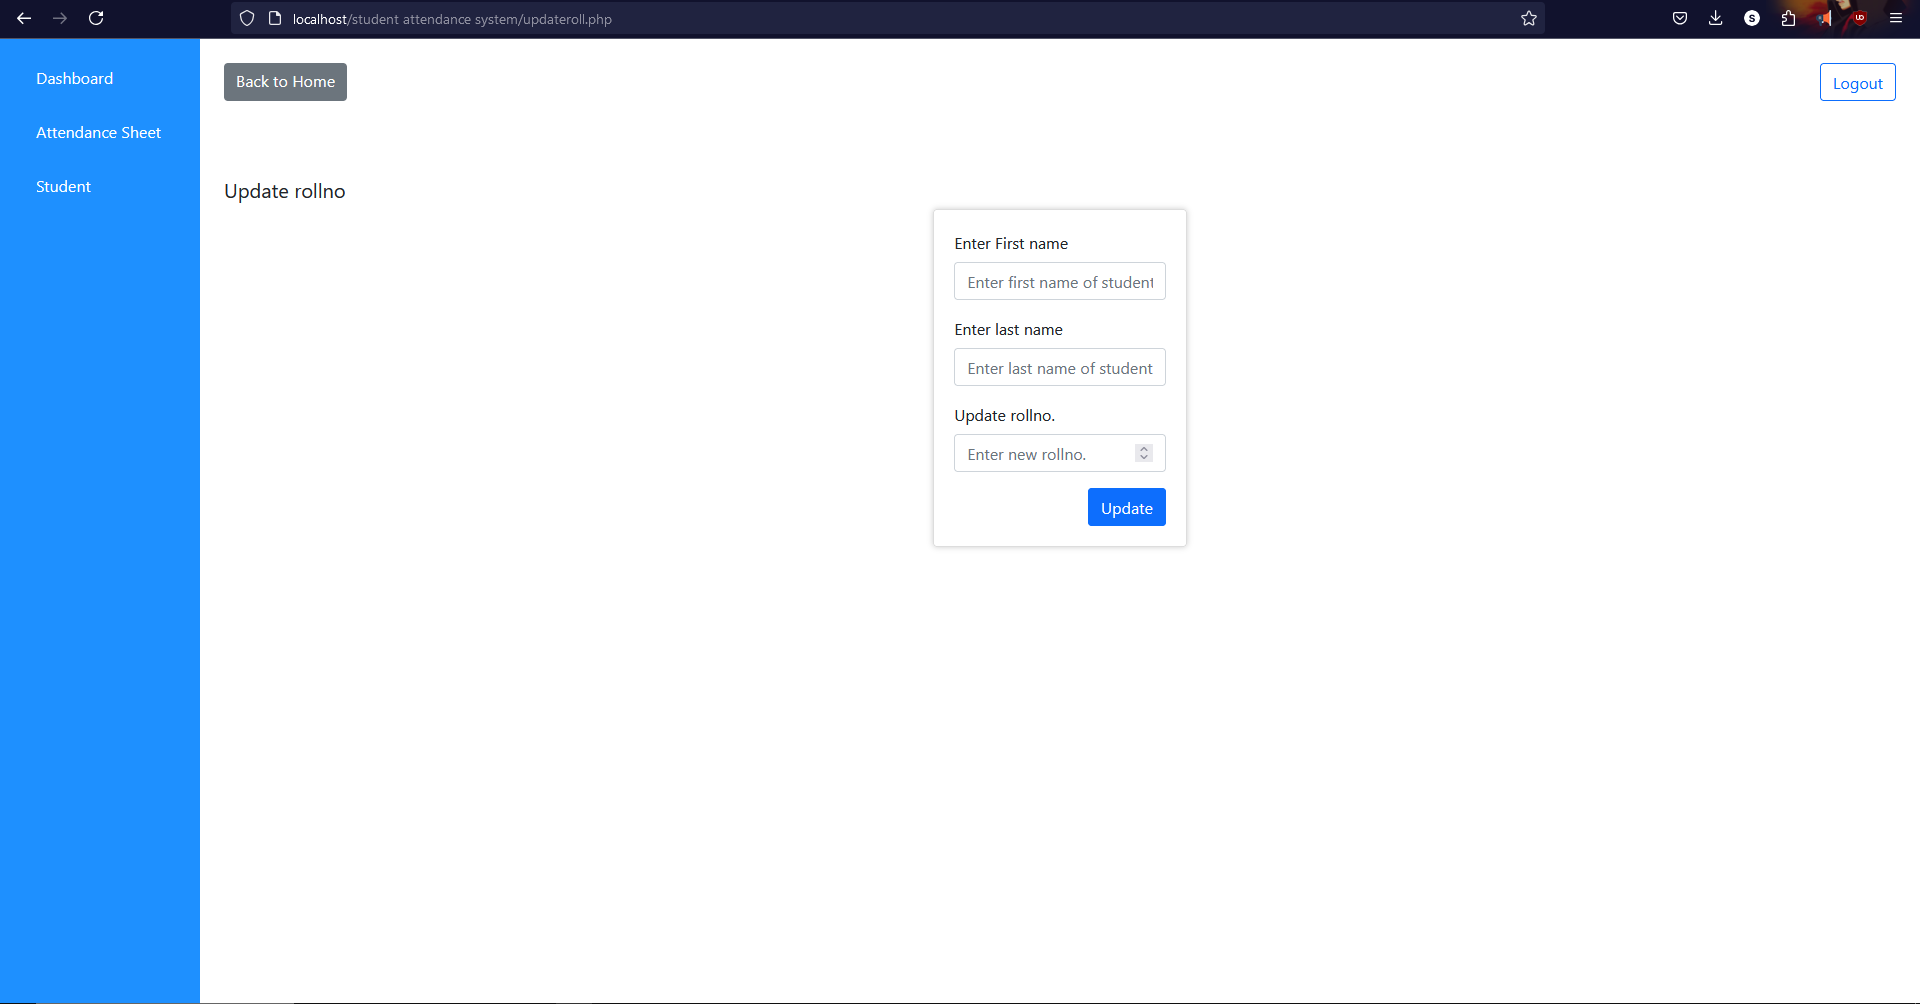 localhost/student attendance system/updateroll.php
S
UD
Dashboard
Back to Home
Logout
Attendance Sheet
Student
Update rollno
Enter First name
Enter first name of student
Enter last name
Enter last name of student
Update rollno.
Enter new rollno.
Update